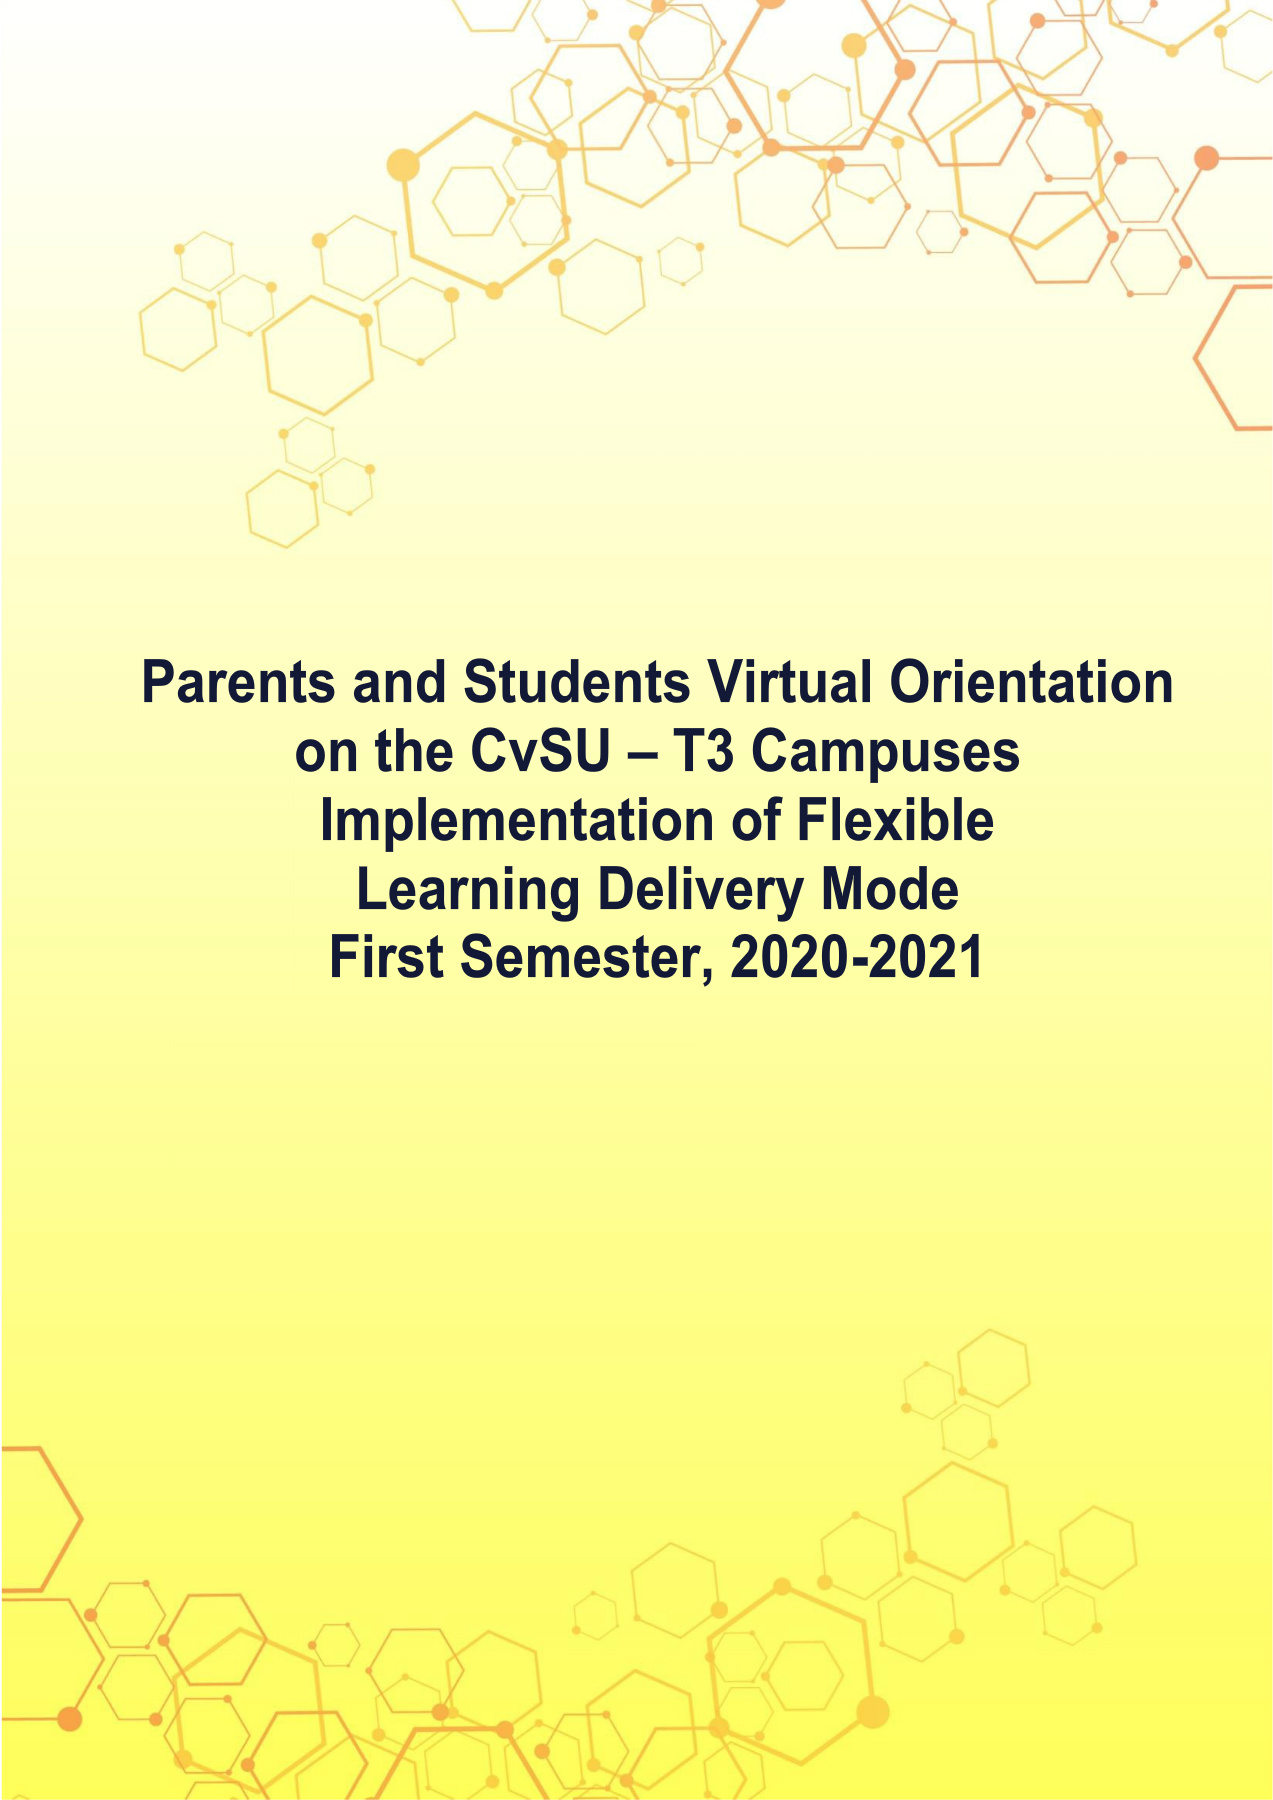 Parents and Students Virtual Orientation
on the CvSU – T3 Campuses
Implementation of Flexible
Learning Delivery Mode
First Semester, 2020-2021